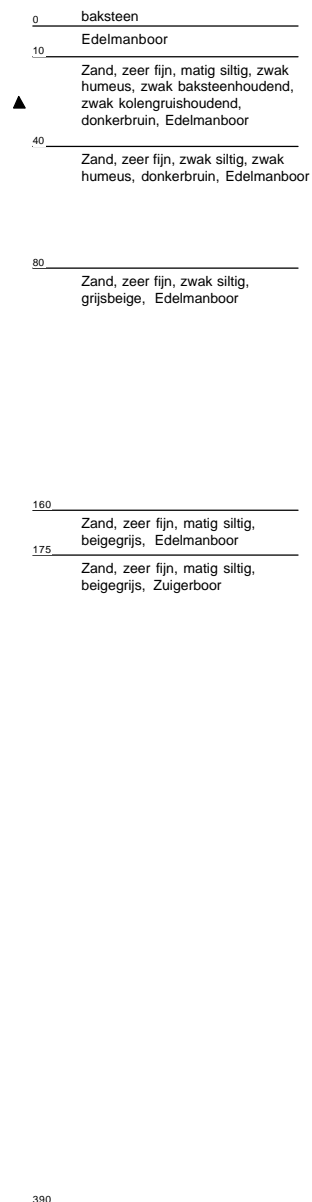 0 baksteen
Edelmanboor
10
Zand, zeer fijn, matig siltig, zwak
humeus, zwak baksteenhoudend,
zwak kolengruishoudend,
donkerbruin, Edelmanboor
40
Zand, zeer fijn, zwak siltig, zwak
humeus, donkerbruin, Edelmanboor
80
Zand, zeer fijn, zwak siltig,
grijsbeige, Edelmanboor
160
Zand, zeer fijn, matig siltig,
beigegrijs, Edelmanboor
175
Zand, zeer fijn, matig siltig,
beigegrijs, Zuigerboor
390